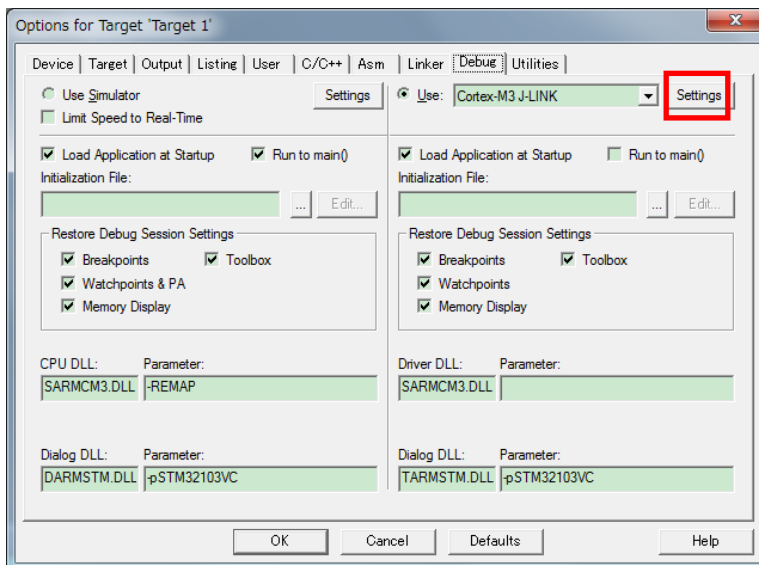 Options for Target 'Target 1'
Device Target Output Listing User C/C++ Asm Linker Debug Utilities
Use Simulator Settings
Limit Speed to Real-Time
Use: Cortex-M3 J-LINK Settings
Load Application at Startup Run to main()
Initialization File:
... Edit...
Restore Debug Session Settings
Breakpoints Toolbox
Watchpoints & PA
Memory Display
Load Application at Startup Run to main()
Initialization File:
... Edit...
Restore Debug Session Settings
Breakpoints Toolbox
Watchpoints
Memory Display
CPU DLL: Parameter:
SARMCM3.DLL -REMAP
Driver DLL: Parameter:
SARMCM3.DLL
Dialog DLL: Parameter:
DARMSTM.DLL -pSTM32103VC
Dialog DLL: Parameter:
TARMSTM.DLL -pSTM32103VC
OK Cancel Defaults Help